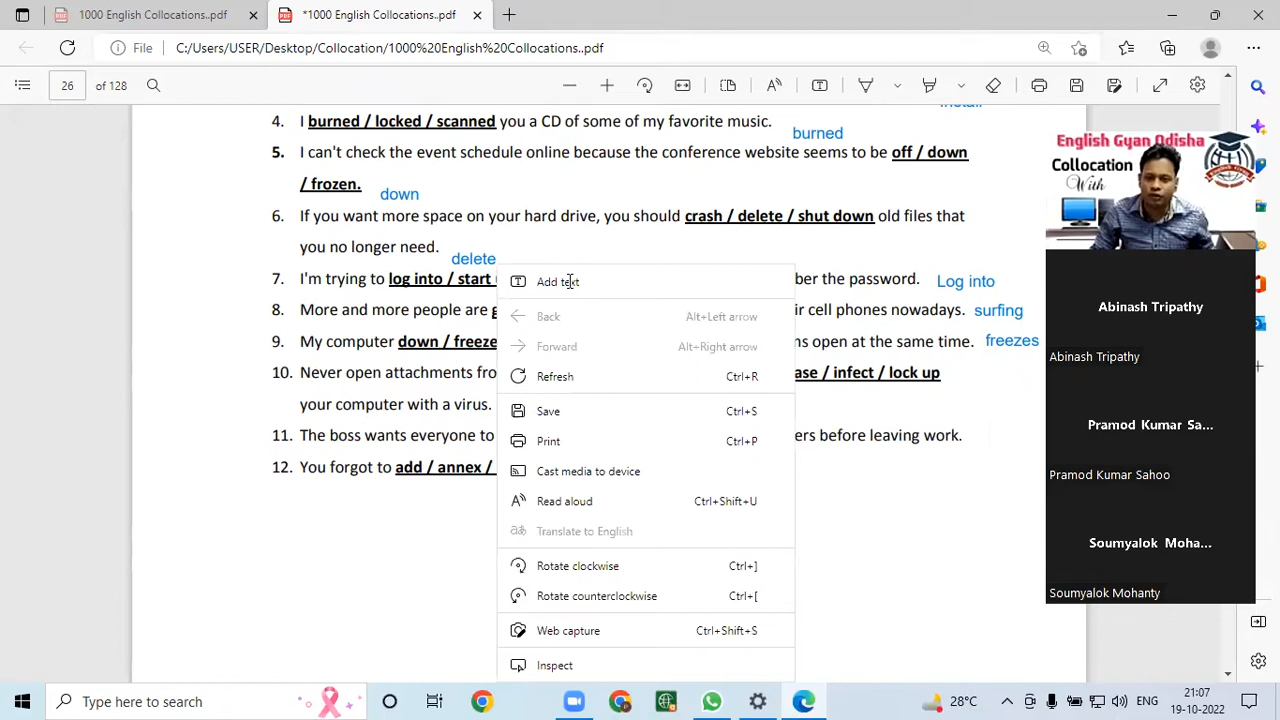 1000 English Collocations..pdf
*1000 English Collocations..pdf
File
C:/Users/USER/Desktop/Collocation/1000%20English%20Collocations..pdf
26 of 128
4. I burned / locked / scanned you a CD of some of my favorite music.
burned
5. I can't check the event schedule online because the conference website seems to be off / down
/ frozen.
down
6. If you want more space on your hard drive, you should crash / delete / shut down old files that
you no longer need.
delete
7. I'm trying to log into / start
ber the password.
Log into
8. More and more people are
ir cell phones nowadays.
surfing
9. My computer down / freeze
ns open at the same time.
freezes
10. Never open attachments fro
ase / infect / lock up
your computer with a virus.
11. The boss wants everyone to
ers before leaving work.
12. You forgot to add / annex /
Add text
Back Alt+Left arrow
Forward Alt+Right arrow
Refresh Ctrl+R
Save Ctrl+S
Print Ctrl+P
Cast media to device
Read aloud Ctrl+Shift+U
Translate to English
Rotate clockwise Ctrl+]
Rotate counterclockwise Ctrl+[
Web capture Ctrl+Shift+S
Inspect
English Gyan Odisha
Collocation
With
Abinash Tripathy
Abinash Tripathy
Pramod Kumar Sa...
Pramod Kumar Sahoo
Soumyalok Moha...
Soumyalok Mohanty
Type here to search
28°C
ENG
21:07
19-10-2022